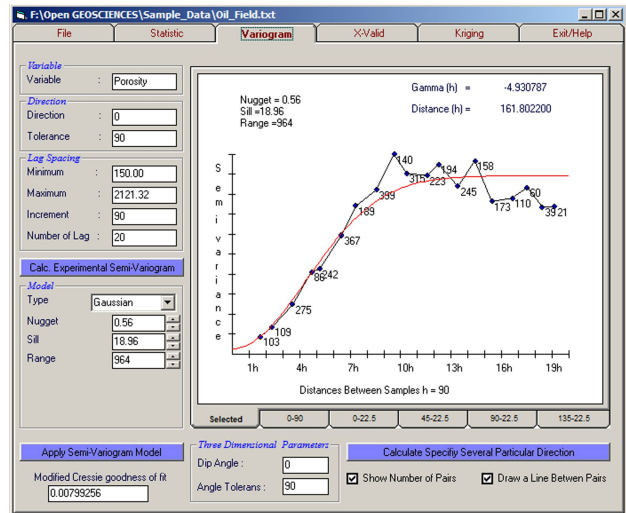 F:\Open GEOSCIENCES\Sample_Data\Oil_Field.txt
File Statistic Variogram X-Valid Kriging Exit/Help
Variable
Variable : Porosity
Direction
Direction : 0
Tolerance : 90
Lag Spacing
Minimum : 150.00
Maximum : 2121.32
Increment : 90
Number of Lag : 20
Calc. Experimental Semi-Variogram
Model
Type Gaussian
Nugget 0.56
Sill 18.96
Range 964
Nugget = 0.56
Sill =18.96
Range =964
Gamma (h) = -4.930787
Distance (h) = 161.802200
Semivariance
103
109
275
86
242
367
189
399
140
315
223
194
245
158
173
110
60
39
21
1h 4h 7h 10h 13h 16h 19h
Distances Between Samples h = 90
Selected 0-90 0-22.5 45-22.5 90-22.5 135-22.5
Apply Semi-Variogram Model
Modified Cressie goodness of fit
0.00799256
Three Dimensional Parameters
Dip Angle : 0
Angle Tolerans : 90
Calculate Specifiy Several Particular Direction
Show Number of Pairs
Draw a Line Betwen Pairs